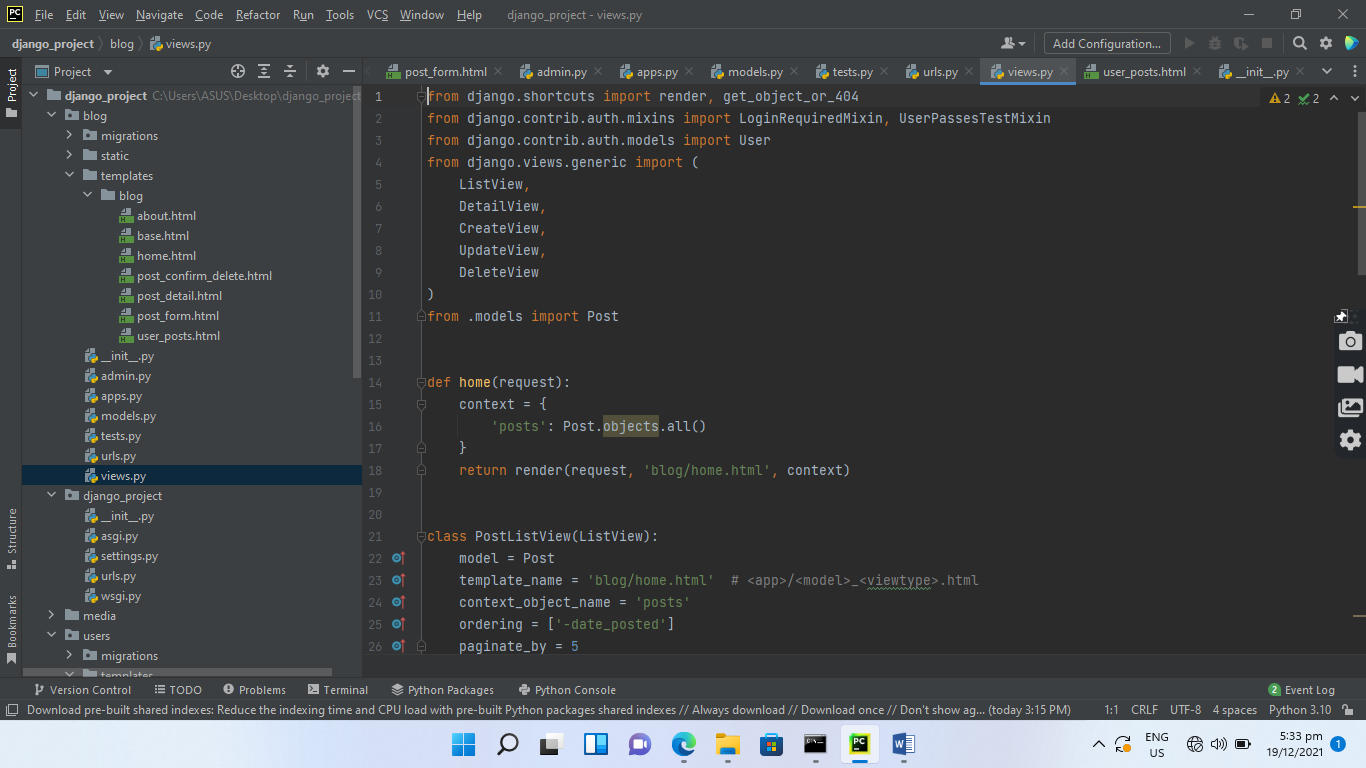 PC File Edit View Navigate Code Refactor Run Tools VCS Window Help django_project - views.py
django_project blog views.py Add Configuration...
Project
Project
post_form.html admin.py apps.py models.py tests.py urls.py views.py user_posts.html __init__.py
django_project C:\Users\ASUS\Desktop\django_project
blog
migrations
static
templates
blog
about.html
base.html
home.html
post_confirm_delete.html
post_detail.html
post_form.html
user_posts.html
__init__.py
admin.py
apps.py
models.py
tests.py
urls.py
views.py
django_project
__init__.py
asgi.py
settings.py
urls.py
wsgi.py
media
users
migrations
templates
Structure
Bookmarks
2 2
1 from django.shortcuts import render, get_object_or_404
2 from django.contrib.auth.mixins import LoginRequiredMixin, UserPassesTestMixin
3 from django.contrib.auth.models import User
4 from django.views.generic import (
5 ListView,
6 DetailView,
7 CreateView,
8 UpdateView,
9 DeleteView
10 )
11 from .models import Post
12
13
14 def home(request):
15 context = {
16 'posts': Post.objects.all()
17 }
18 return render(request, 'blog/home.html', context)
19
20
21 class PostListView(ListView):
22 model = Post
23 template_name = 'blog/home.html' # <app>/<model>_<viewtype>.html
24 context_object_name = 'posts'
25 ordering = ['-date_posted']
26 paginate_by = 5
Version Control TODO Problems Terminal Python Packages Python Console 2 Event Log
Download pre-built shared indexes: Reduce the indexing time and CPU load with pre-built Python packages shared indexes // Always download // Download once // Don't show ag... (today 3:15 PM) 1:1 CRLF UTF-8 4 spaces Python 3.10
PC W
ENG
US
5:33 pm
19/12/2021
1